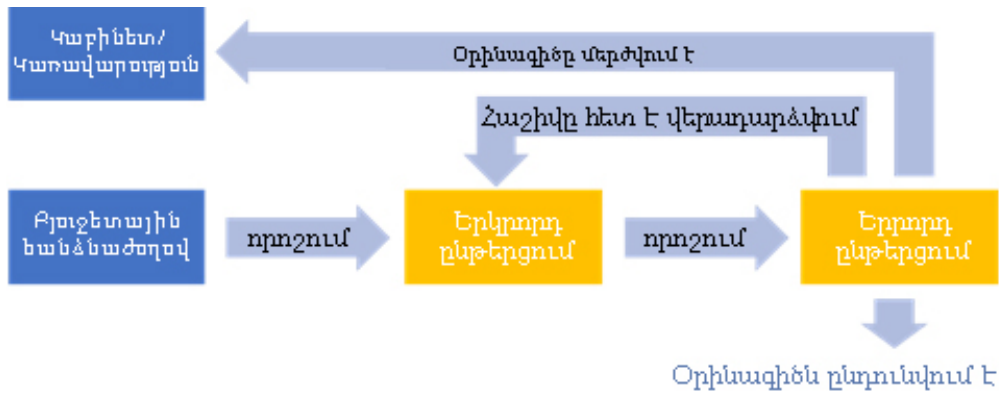 Կաբինետ/
Կառավարություն
Օրինագիծը մերժվում է
Հաշիվը հետ է վերադարձվում
Բյուջետային
հանձնաժողով
որոշում
Երկրորդ
ընթերցում
որոշում
Երրորդ
ընթերցում
Օրինագիծն ընդունվում է